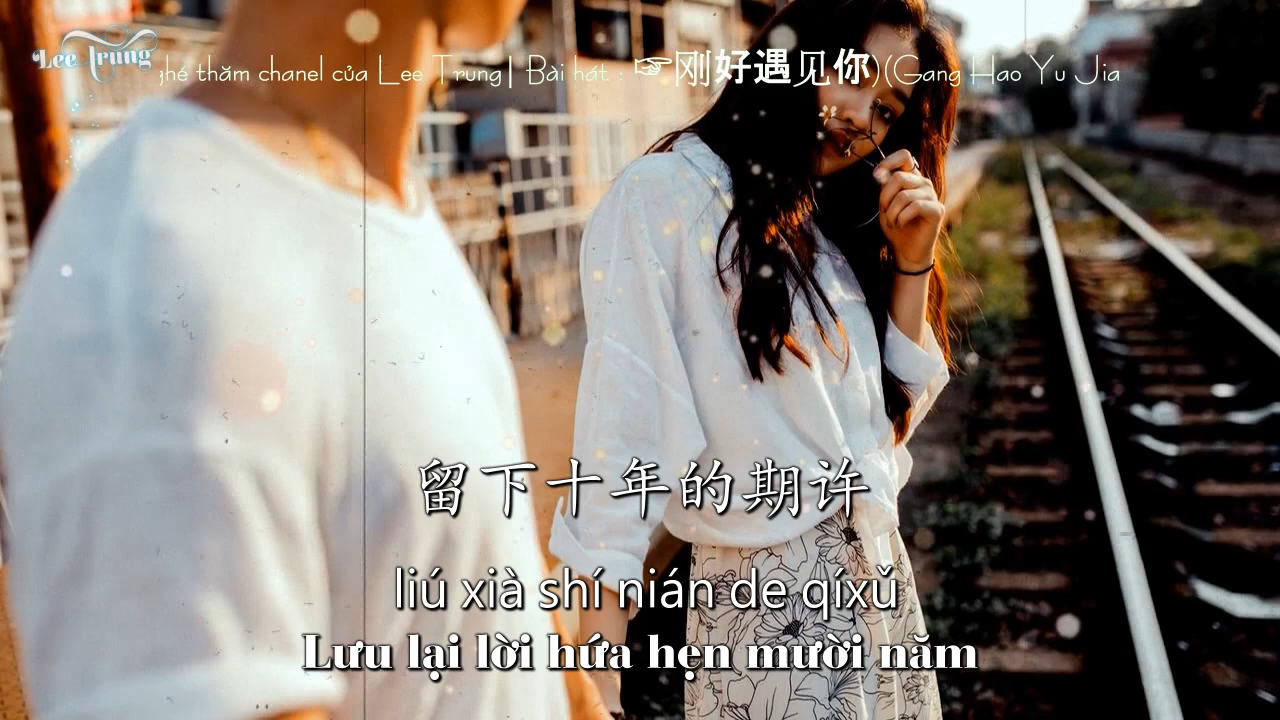 Lee Trung
ghé thăm chanel của Lee Trung| Bài hát : ☞刚好遇见你)(Gang Hao Yu Jia
留下十年的期许
liú xià shí nián de qíxǔ
Lưu lại lời hứa hẹn mười năm